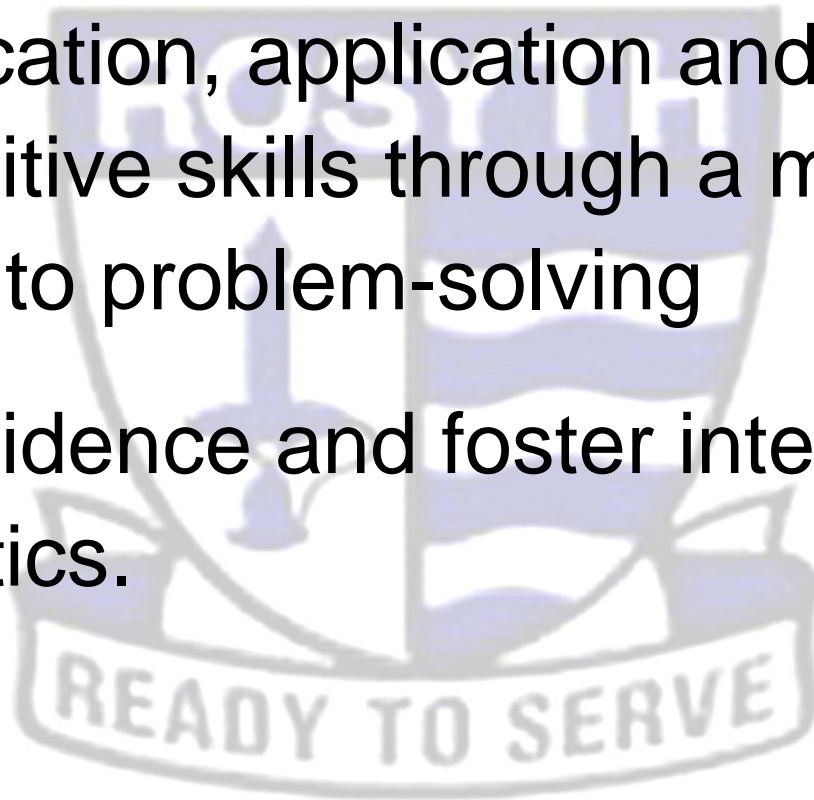 ROSYTH
cation, application and
itive skills through a m
to problem-solving
idence and foster inte
tics.
READY TO SERVE